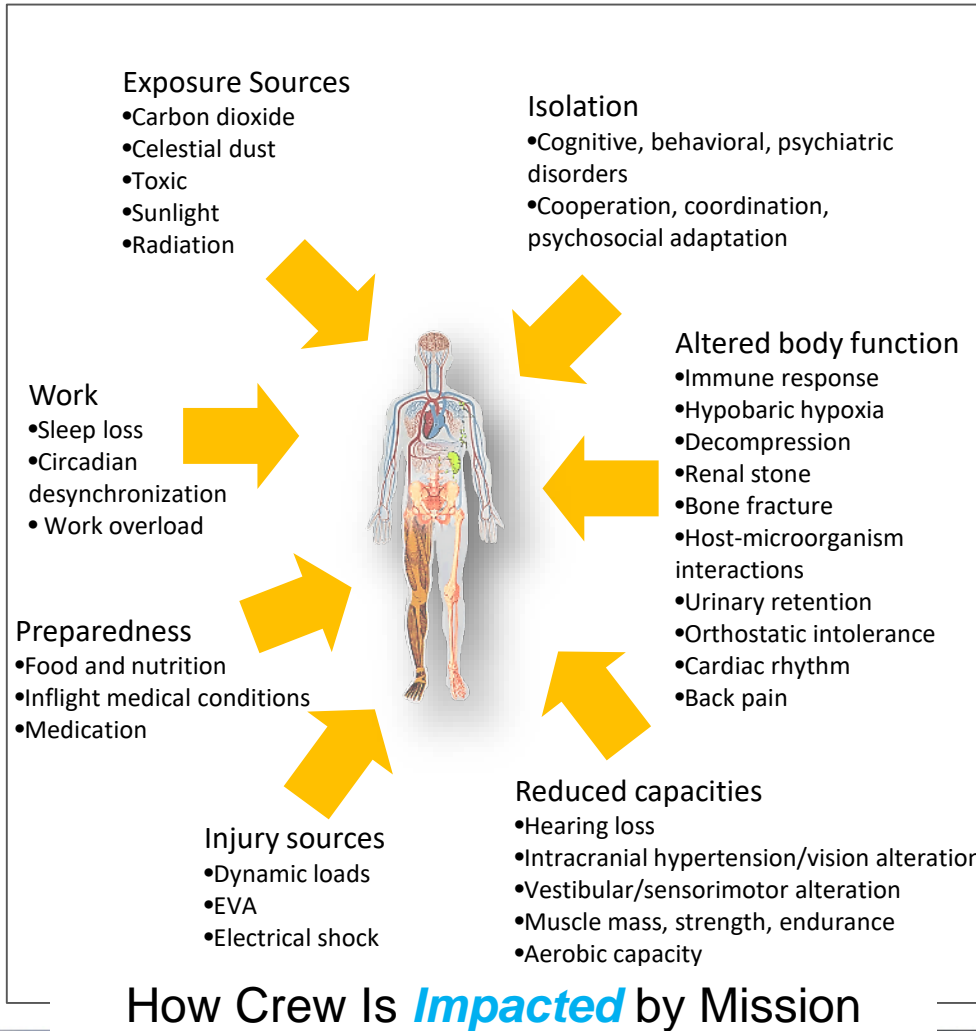 Exposure Sources
•Carbon dioxide
•Celestial dust
•Toxic
•Sunlight
•Radiation
Isolation
•Cognitive, behavioral, psychiatric
disorders
•Cooperation, coordination,
psychosocial adaptation
Work
•Sleep loss
•Circadian
desynchronization
• Work overload
Altered body function
•Immune response
•Hypobaric hypoxia
•Decompression
•Renal stone
•Bone fracture
•Host-microorganism
interactions
•Urinary retention
•Orthostatic intolerance
•Cardiac rhythm
•Back pain
Preparedness
•Food and nutrition
•Inflight medical conditions
•Medication
Injury sources
•Dynamic loads
•EVA
•Electrical shock
Reduced capacities
•Hearing loss
•Intracranial hypertension/vision alteration
•Vestibular/sensorimotor alteration
•Muscle mass, strength, endurance
•Aerobic capacity
How Crew Is Impacted by Mission